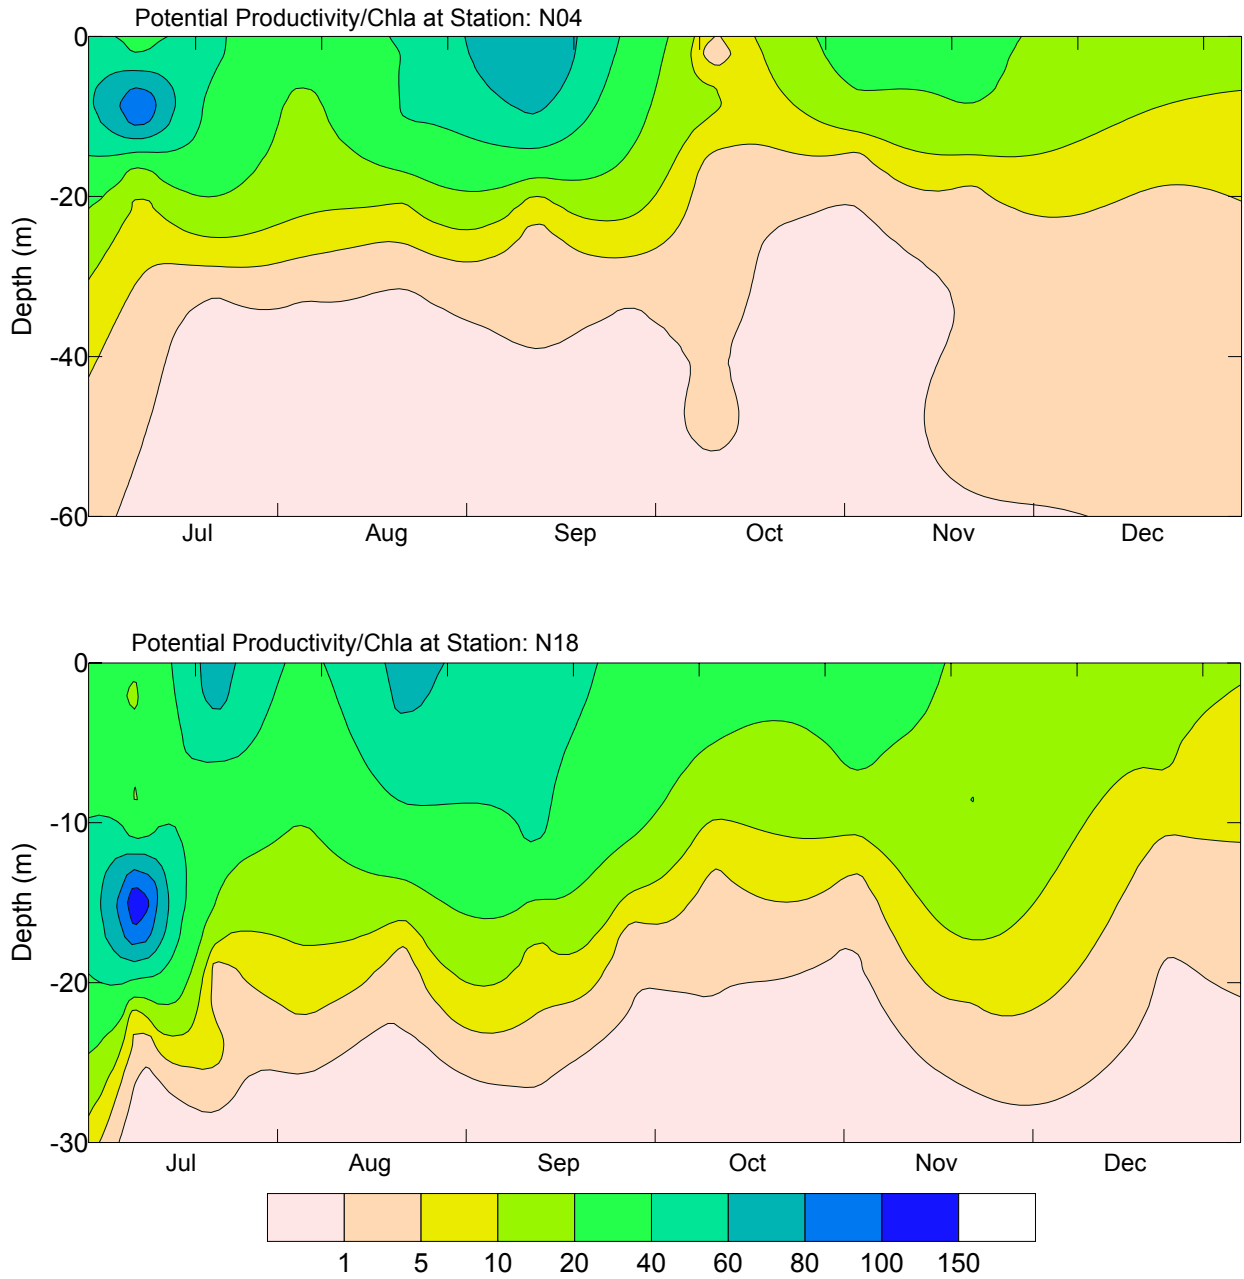 Potential Productivity/Chla at Station: N04
0
-20
-40
-60
Depth (m)
Jul Aug Sep Oct Nov Dec
Potential Productivity/Chla at Station: N18
0
-10
-20
-30
Depth (m)
Jul Aug Sep Oct Nov Dec
1 5 10 20 40 60 80 100 150